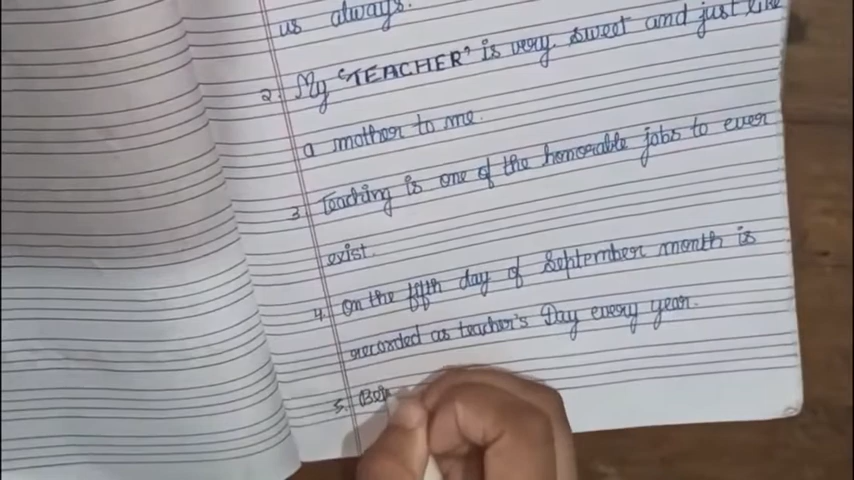 us always.
2. My "TEACHER" is very sweet and just like
a mother to me.
3. Teaching is one of the honorable jobs to ever
exist.
4. On the fifth day of September month is
recorded as teacher's Day every year.
5. Bei